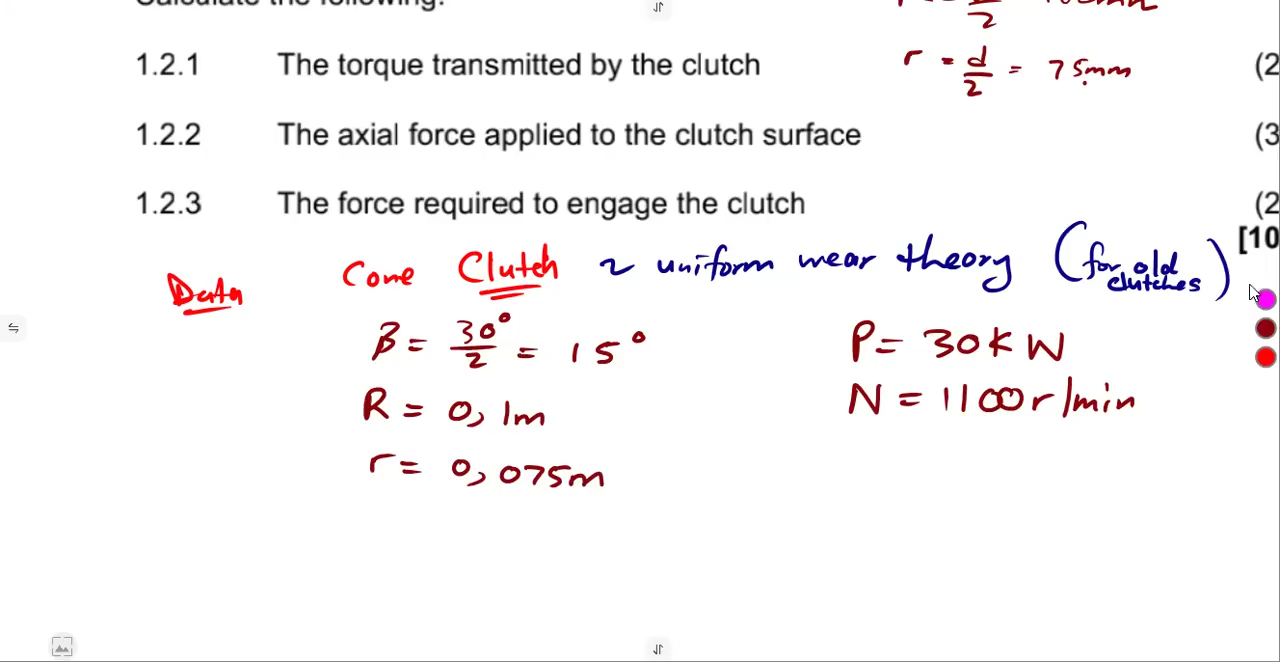 Calculate the following:
2
r = d/2 = 75mm
1.2.1 The torque transmitted by the clutch (2
1.2.2 The axial force applied to the clutch surface (3
1.2.3 The force required to engage the clutch (2
[10
Data Cone Clutch ~ uniform wear theory (for old clutches)
β = 30°/2 = 15° P = 30kW
R = 0,1m N = 1100r/min
r = 0,075m